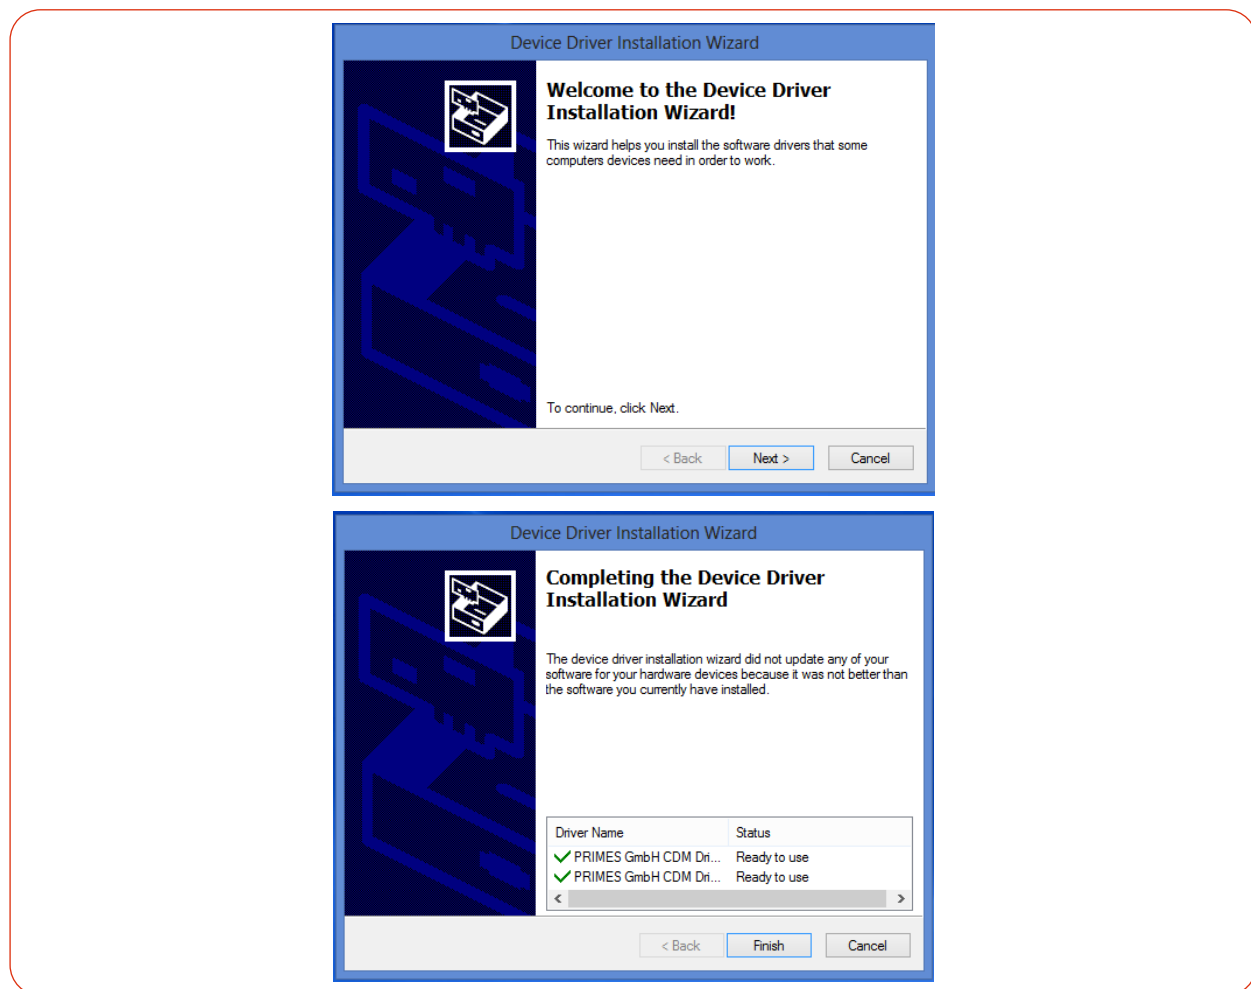 Device Driver Installation Wizard
Welcome to the Device Driver
Installation Wizard!
This wizard helps you install the software drivers that some
computers devices need in order to work.
To continue, click Next.
< Back Next > Cancel
Device Driver Installation Wizard
Completing the Device Driver
Installation Wizard
The device driver installation wizard did not update any of your
software for your hardware devices because it was not better than
the software you currently have installed.
Driver Name Status
PRIMES GmbH CDM Dri... Ready to use
PRIMES GmbH CDM Dri... Ready to use
< Back Finish Cancel